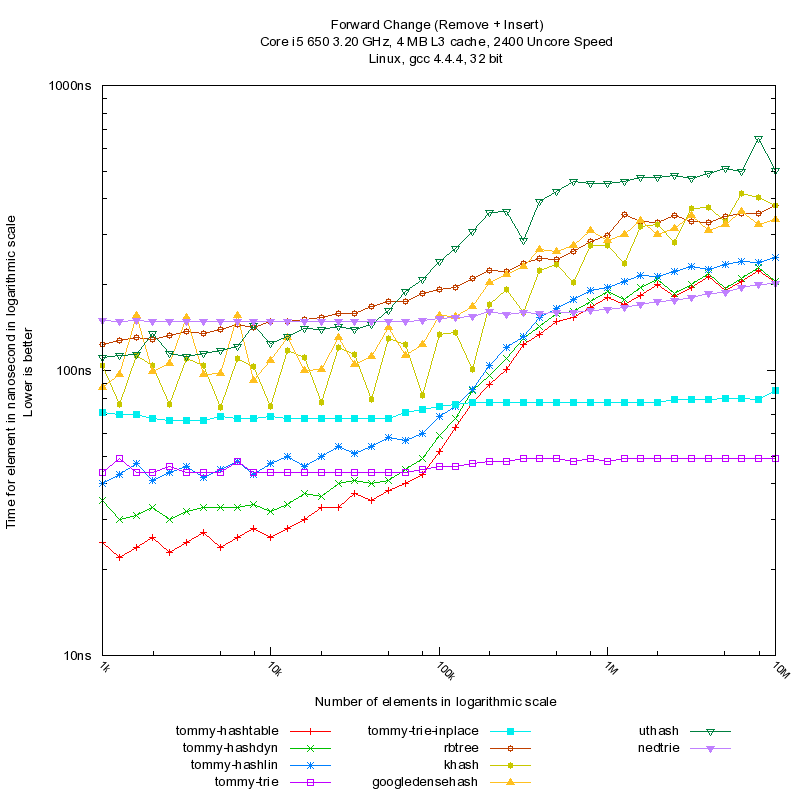 Forward Change (Remove + Insert)
Core i5 650 3.20 GHz, 4 MB L3 cache, 2400 Uncore Speed
Linux, gcc 4.4.4, 32 bit
1000ns
100ns
10ns
Time for element in nanosecond in logarithmic scale
Lower is better
1k
10k
100k
1M
10M
Number of elements in logarithmic scale
tommy-hashtable
tommy-hashdyn
tommy-hashlin
tommy-trie
tommy-trie-inplace
rbtree
khash
googledensehash
uthash
nedtrie